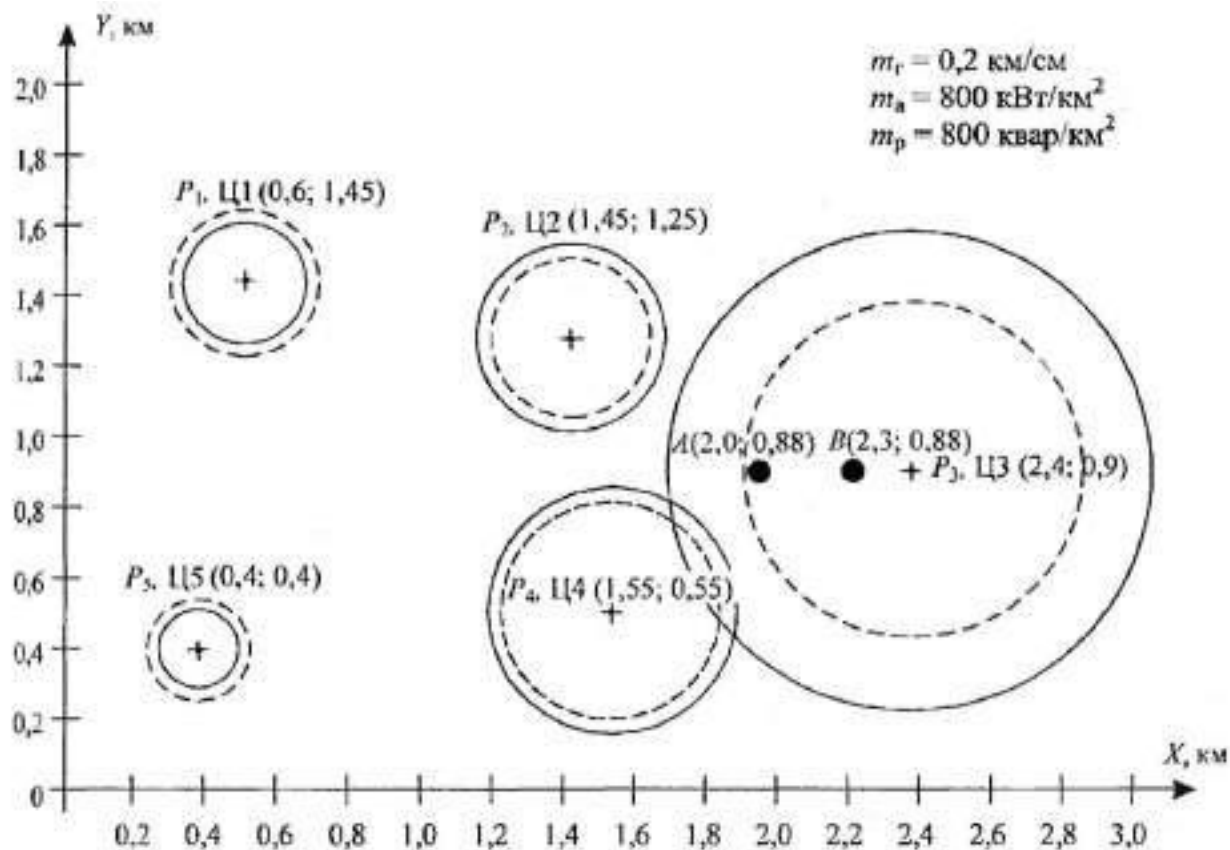 Y, км
m_г = 0,2 км/см
m_а = 800 кВт/км²
m_р = 800 квар/км²
2,0
1,8
P₁. Ц1 (0,6; 1,45)
P₂. Ц2 (1,45; 1,25)
1,6
1,4
1,2
1,0
A(2,0; 0,88)
B(2,3; 0,88)
P₃. Ц3 (2,4; 0,9)
0,8
P₅. Ц5 (0,4; 0,4)
P₄. Ц4 (1,55; 0,55)
0,6
0,4
0,2
X, км
0
0,2 0,4 0,6 0,8 1,0 1,2 1,4 1,6 1,8 2,0 2,2 2,4 2,6 2,8 3,0